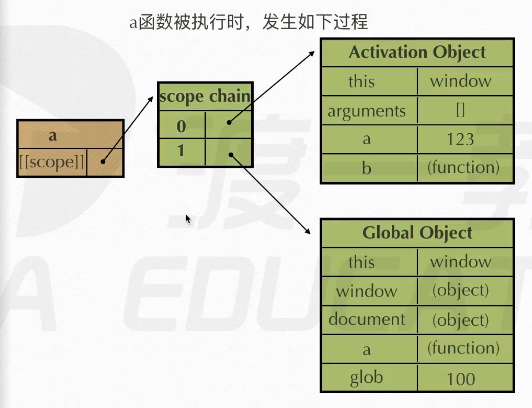 a函数被执行时，发生如下过程
a
[[scope]]
scope chain
0
1
Activation Object
this window
arguments []
a 123
b (function)
Global Object
this window
window (object)
document (object)
a (function)
glob 100